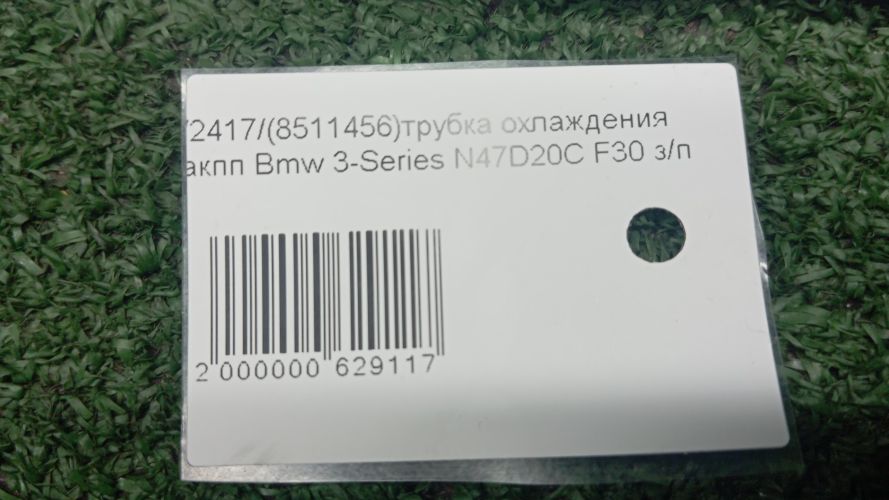 /2417/(8511456)трубка охлаждения
акпп Bmw 3-Series N47D20C F30 з/п
2 000000 629117